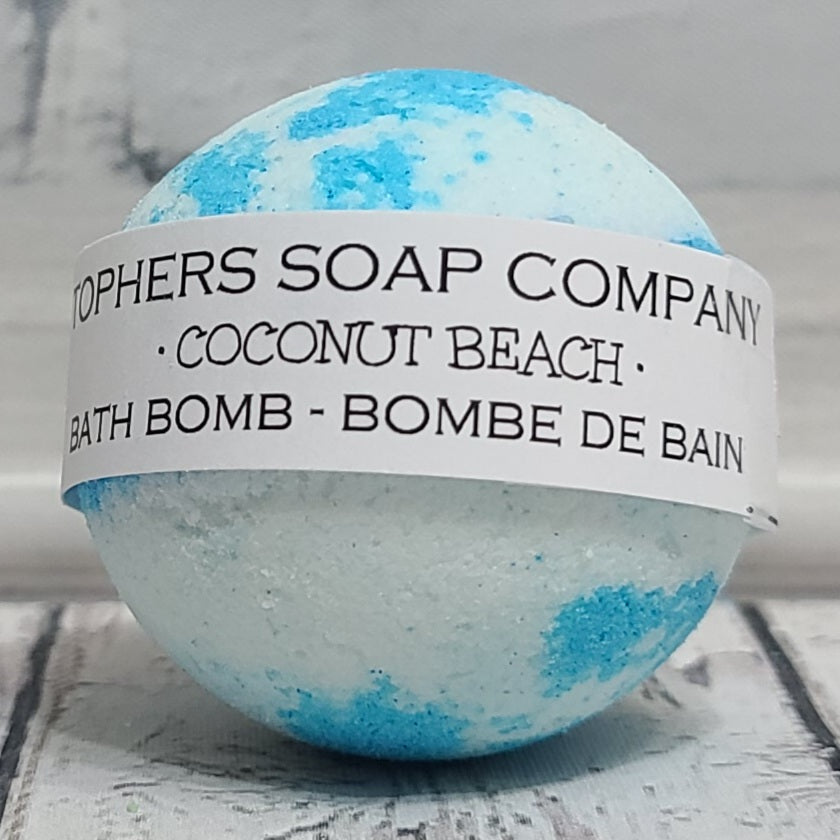 TOPHERS SOAP COMPANY
· COCONUT BEACH ·
BATH BOMB - BOMBE DE BAIN